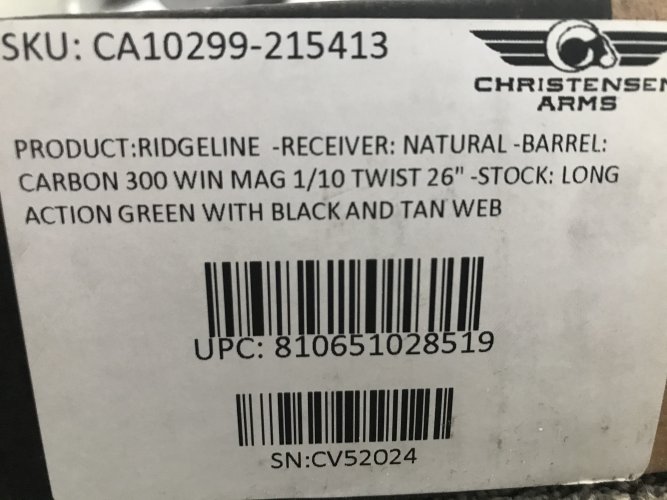 SKU: CA10299-215413
CHRISTENSEN
ARMS
PRODUCT:RIDGELINE -RECEIVER: NATURAL -BARREL:
CARBON 300 WIN MAG 1/10 TWIST 26" -STOCK: LONG
ACTION GREEN WITH BLACK AND TAN WEB
UPC: 810651028519
SN:CV52024